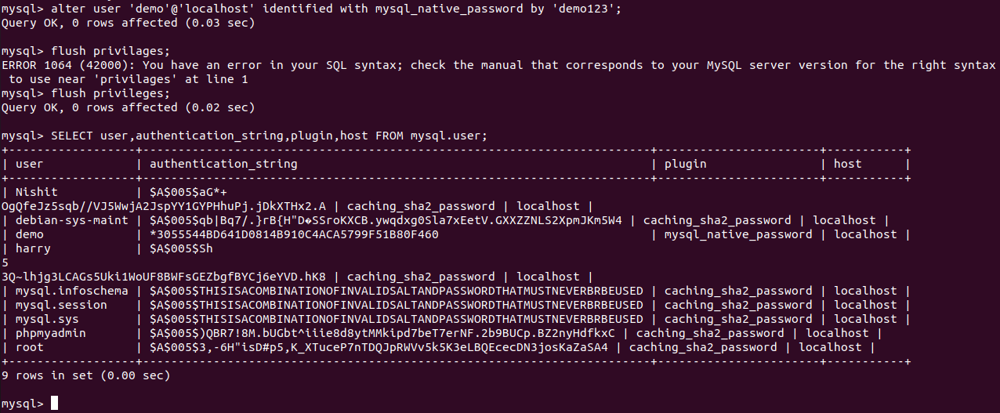 mysql> alter user 'demo'@'localhost' identified with mysql_native_password by 'demo123';
Query OK, 0 rows affected (0.03 sec)
mysql> flush privilages;
ERROR 1064 (42000): You have an error in your SQL syntax; check the manual that corresponds to your MySQL server version for the right syntax
 to use near 'privilages' at line 1
mysql> flush privileges;
Query OK, 0 rows affected (0.02 sec)
mysql> SELECT user,authentication_string,plugin,host FROM mysql.user;
+------------------+------------------------------------------------------------------------+-----------------------+-----------+
| user             | authentication_string                                                  | plugin                | host      |
+------------------+------------------------------------------------------------------------+-----------------------+-----------+
| Nishit           | $A$005$aG*+
OgQfeJz5sqb//VJ5WwjA2JspYY1GYPHhuPj.jDkXTHx2.A | caching_sha2_password | localhost |
| debian-sys-maint | $A$005$qb|Bq7/.}rB{H"D�SSroKXCB.ywqdxg0Sla7xEetV.GXXZZNLS2XpmJKm5W4 | caching_sha2_password | localhost |
| demo             | *3055544BD641D0814B910C4ACA5799F51B80F460                              | mysql_native_password | localhost |
| harry            | $A$005$Sh
5
3Q~lhjg3LCAGs5Uki1WoUF8BWFsGEZbgfBYCj6eYVD.hK8 | caching_sha2_password | localhost |
| mysql.infoschema | $A$005$THISISACOMBINATIONOFINVALIDSALTANDPASSWORDTHATMUSTNEVERBRBEUSED | caching_sha2_password | localhost |
| mysql.session    | $A$005$THISISACOMBINATIONOFINVALIDSALTANDPASSWORDTHATMUSTNEVERBRBEUSED | caching_sha2_password | localhost |
| mysql.sys        | $A$005$THISISACOMBINATIONOFINVALIDSALTANDPASSWORDTHATMUSTNEVERBRBEUSED | caching_sha2_password | localhost |
| phpmyadmin       | $A$005$)QBR7!8M.bUGbt^iiie8d8ytMMkipd7beT7erNF.2b9BUCp.BZ2nyHdfkxC | caching_sha2_password | localhost |
| root             | $A$005$3,-6H"isD#p5,K_XTuceP7nTDQJpRWVv5k5K3eLBQEcecDN3josKaZaSA4 | caching_sha2_password | localhost |
+------------------+------------------------------------------------------------------------+-----------------------+-----------+
9 rows in set (0.00 sec)
mysql>